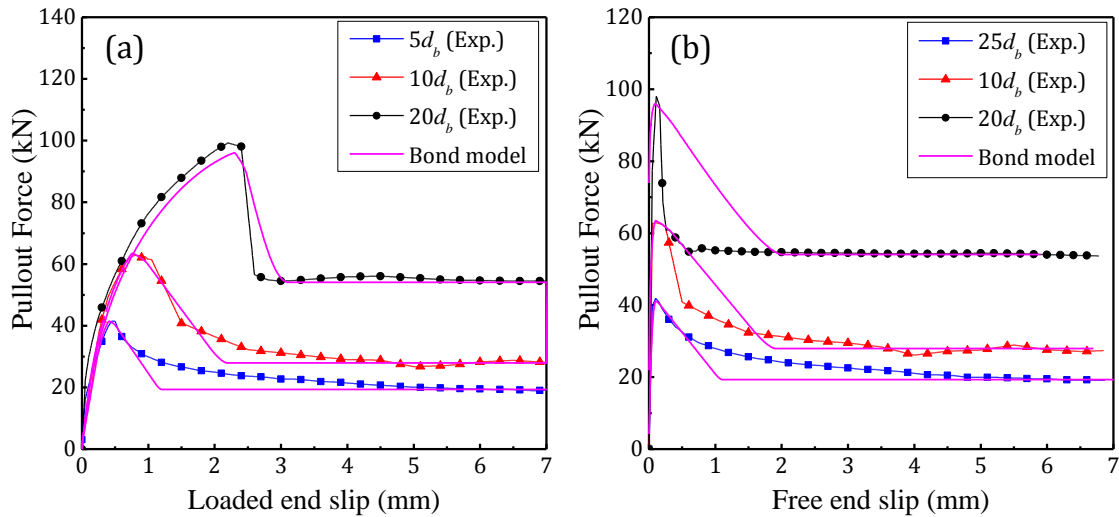 (a)
5d_b (Exp.)
10d_b (Exp.)
20d_b (Exp.)
Bond model
Pullout Force (kN)
140
120
100
80
60
40
20
0
0 1 2 3 4 5 6 7
Loaded end slip (mm)
(b)
25d_b (Exp.)
10d_b (Exp.)
20d_b (Exp.)
Bond model
Pullout Force (kN)
120
100
80
60
40
20
0
0 1 2 3 4 5 6 7
Free end slip (mm)